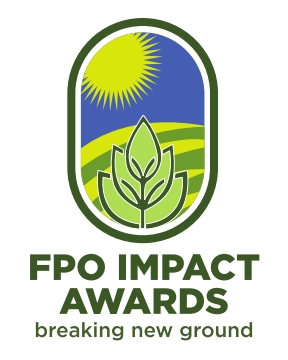 FPO IMPACT
AWARDS
breaking new ground